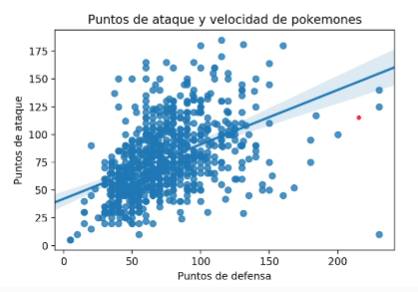 Puntos de ataque y velocidad de pokemones
175
150
125
100
75
50
25
0
Puntos de ataque
0 50 100 150 200
Puntos de defensa